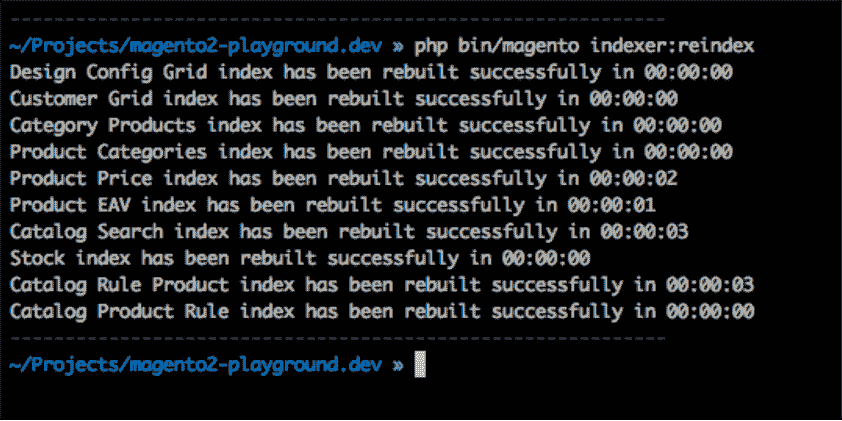 ------------------------------------------------------------
~/Projects/magento2-playground.dev » php bin/magento indexer:reindex
Design Config Grid index has been rebuilt successfully in 00:00:00
Customer Grid index has been rebuilt successfully in 00:00:00
Category Products index has been rebuilt successfully in 00:00:00
Product Categories index has been rebuilt successfully in 00:00:00
Product Price index has been rebuilt successfully in 00:00:02
Product EAV index has been rebuilt successfully in 00:00:01
Catalog Search index has been rebuilt successfully in 00:00:03
Stock index has been rebuilt successfully in 00:00:00
Catalog Rule Product index has been rebuilt successfully in 00:00:03
Catalog Product Rule index has been rebuilt successfully in 00:00:00
------------------------------------------------------------
~/Projects/magento2-playground.dev »